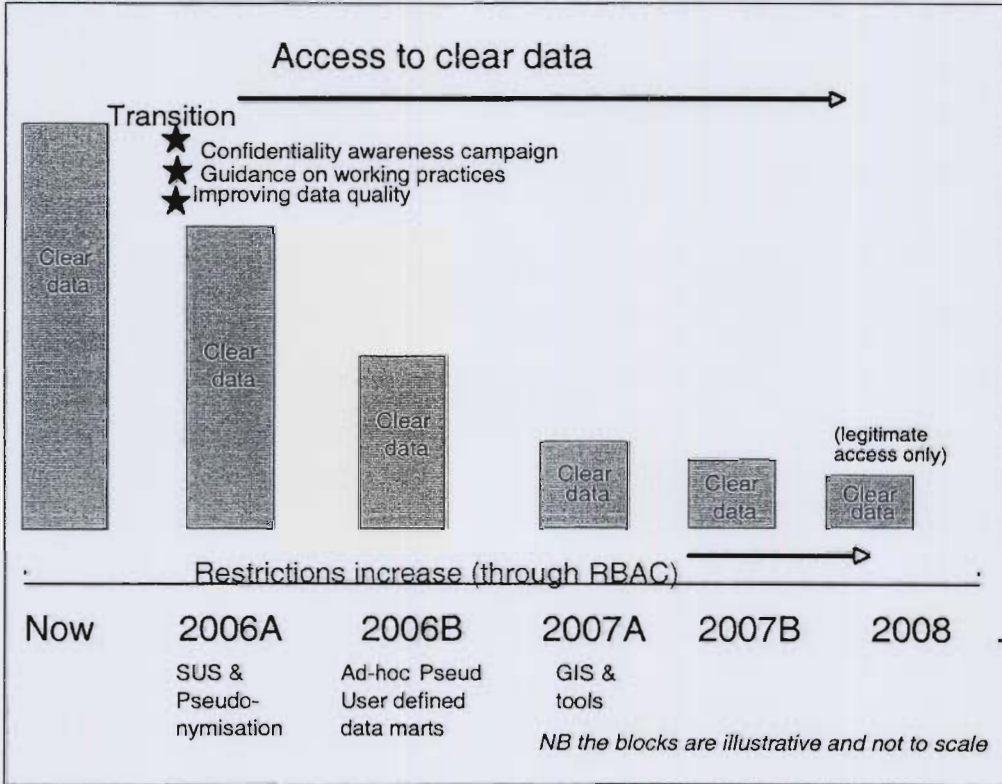 Access to clear data
Transition
Confidentiality awareness campaign
Guidance on working practices
Improving data quality
Clear
data
Clear
data
Clear
data
Clear
data
Clear
data
(legitimate
access only)
Clear
data
Restrictions increase (through RBAC)
Now 2006A 2006B 2007A 2007B 2008
SUS &
Pseudo-
nymisation
Ad-hoc Pseud
User defined
data marts
GIS &
tools
NB the blocks are illustrative and not to scale